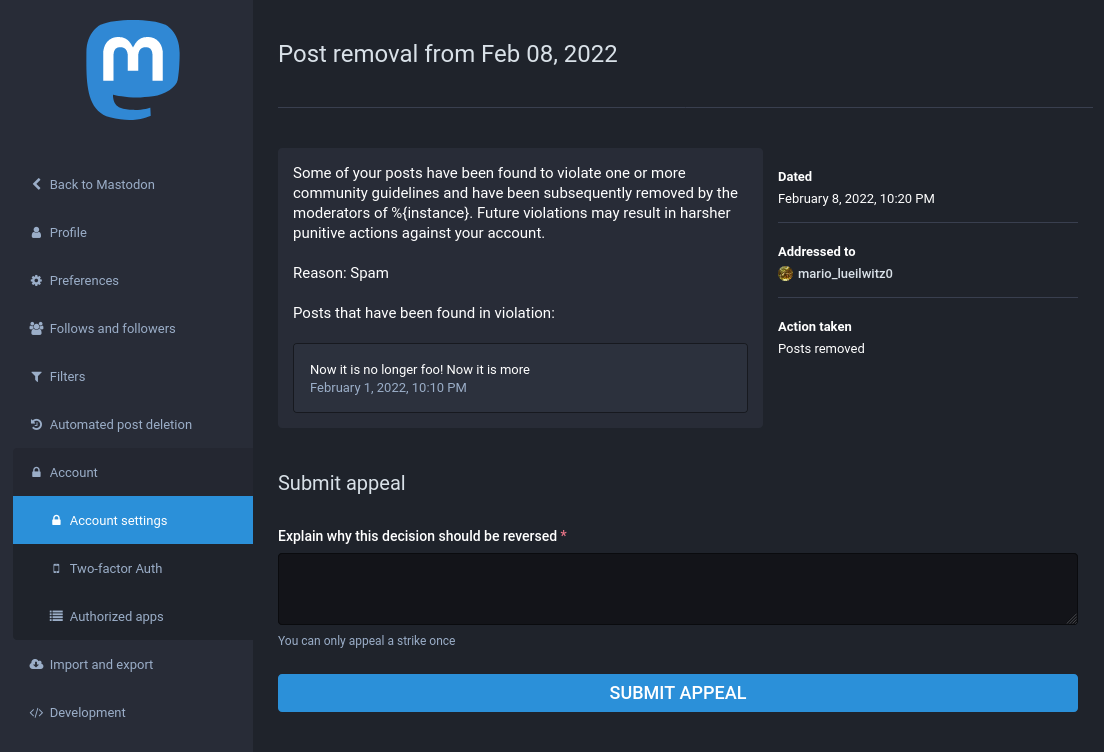 Back to Mastodon
Profile
Preferences
Follows and followers
Filters
Automated post deletion
Account
Account settings
Two-factor Auth
Authorized apps
Import and export
Development
Post removal from Feb 08, 2022
Some of your posts have been found to violate one or more
community guidelines and have been subsequently removed by the
moderators of %{instance}. Future violations may result in harsher
punitive actions against your account.
Reason: Spam
Posts that have been found in violation:
Now it is no longer foo! Now it is more
February 1, 2022, 10:10 PM
Dated
February 8, 2022, 10:20 PM
Addressed to
mario_lueilwitz0
Action taken
Posts removed
Submit appeal
Explain why this decision should be reversed *
You can only appeal a strike once
SUBMIT APPEAL